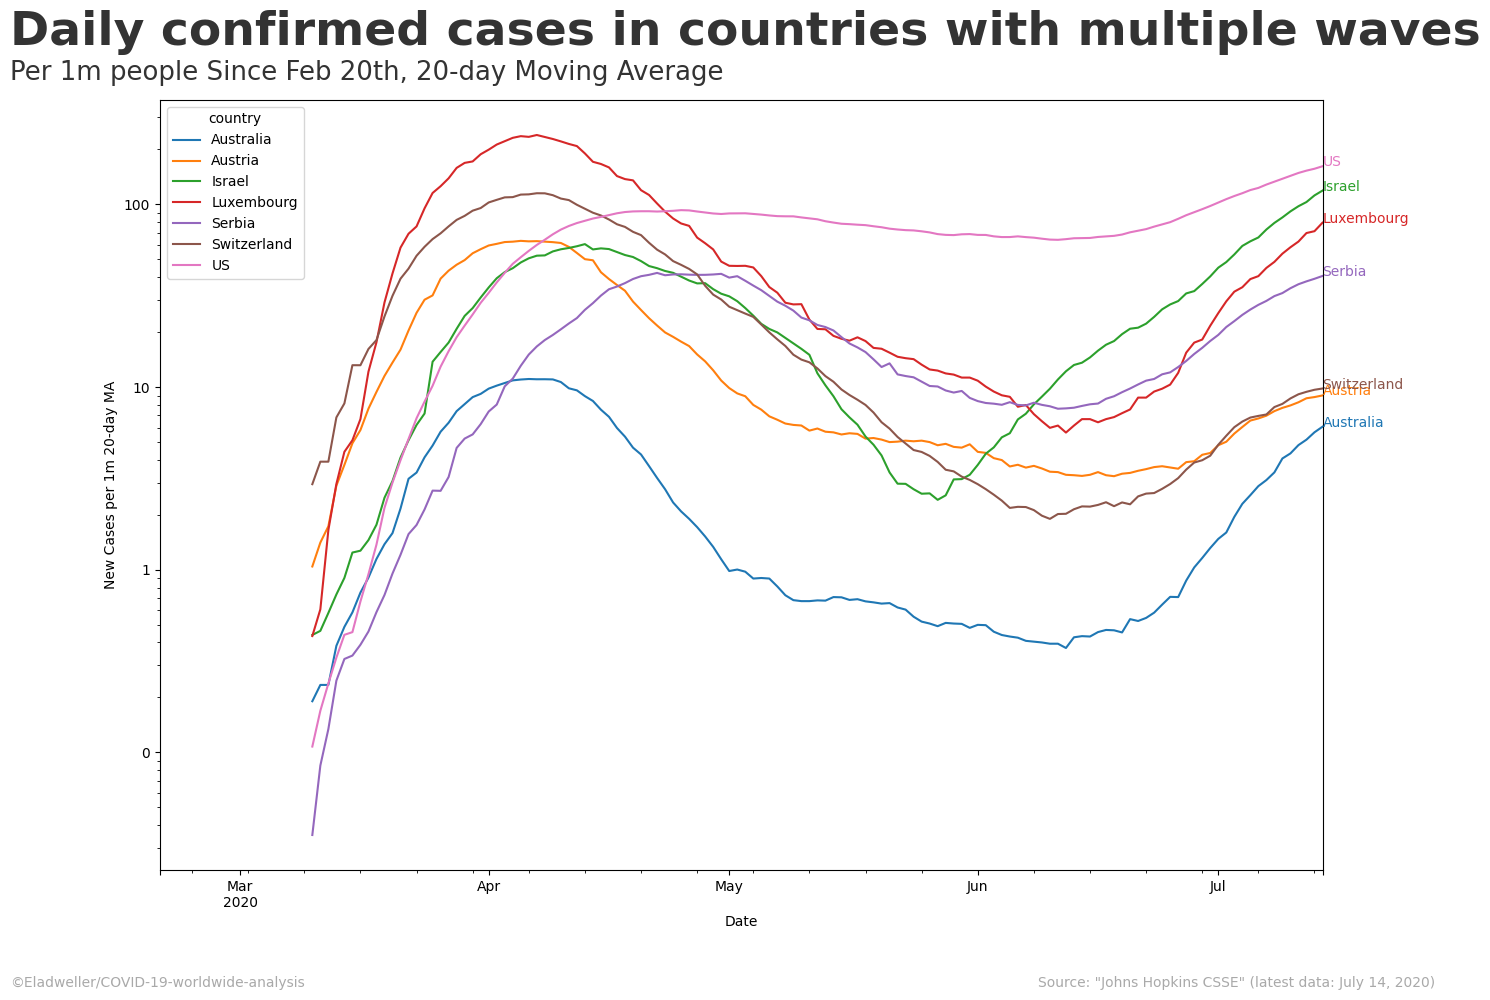 Daily confirmed cases in countries with multiple waves
Per 1m people Since Feb 20th, 20-day Moving Average
country
Australia
Austria
Israel
Luxembourg
Serbia
Switzerland
US
US
Israel
Luxembourg
Serbia
Switzerland
Austria
Australia
100
10
1
0
New Cases per 1m 20-day MA
Mar
2020
Apr
May
Jun
Jul
Date
©Eladweller/COVID-19-worldwide-analysis
Source: "Johns Hopkins CSSE" (latest data: July 14, 2020)